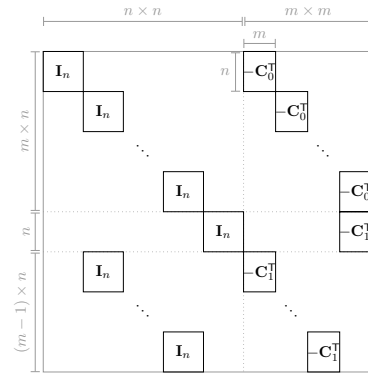 n × n m × m
m
I_n −C_0^T
n
I_n −C_0^T
m × n
⋱ ⋱
I_n −C_0^T
n
I_n −C_1^T
I_n −C_1^T
(m − 1) × n
⋱ ⋱
I_n −C_1^T